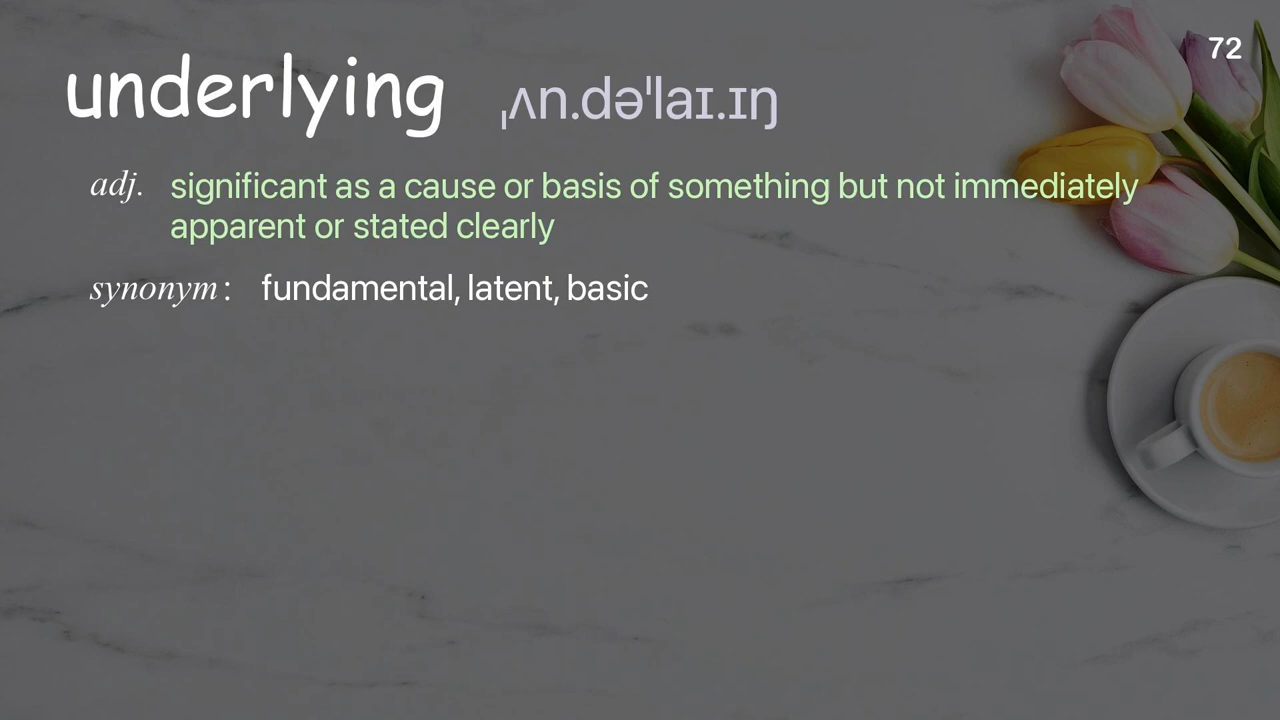 72
underlying ˌʌn.dəˈlaɪ.ɪŋ
adj. significant as a cause or basis of something but not immediately
apparent or stated clearly
synonym: fundamental, latent, basic